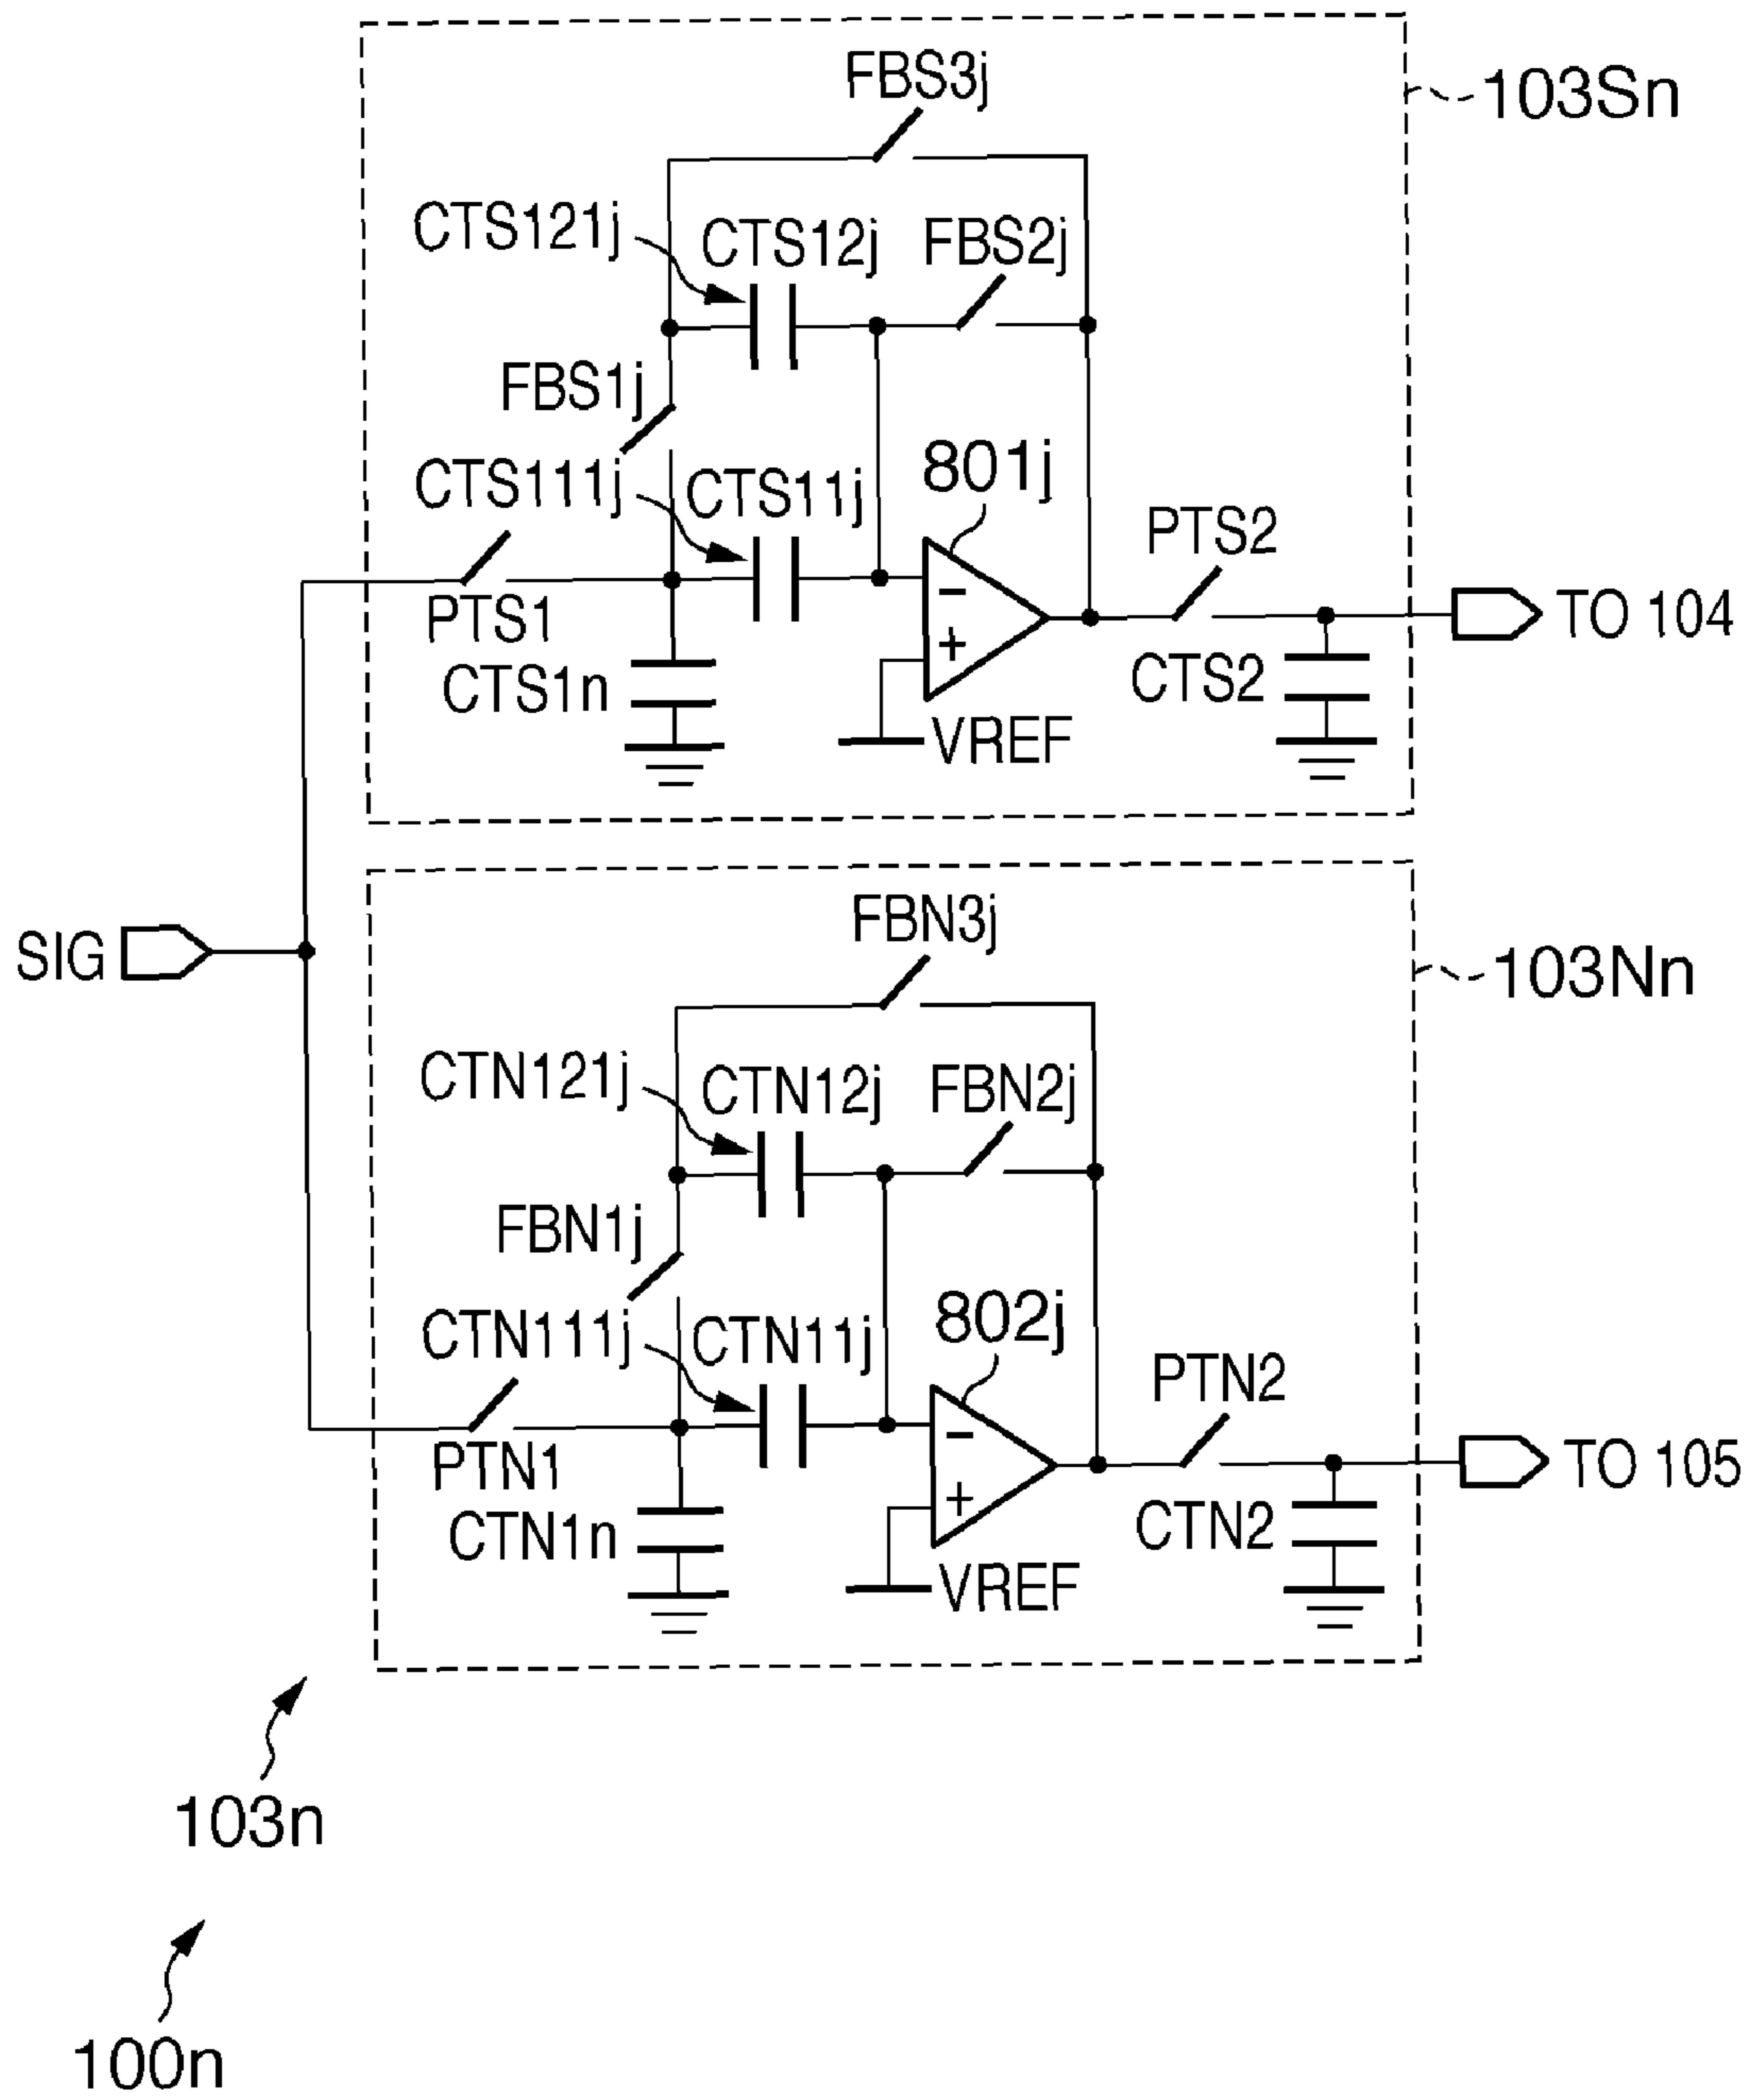 FBS3j
103Sn
CTS121j
CTS12j
FBS2j
FBS1j
CTS111j
CTS11j
801j
PTS2
PTS1
-
+
TO 104
CTS1n
CTS2
VREF
FBN3j
SIG
103Nn
CTN121j
CTN12j
FBN2j
FBN1j
CTN111j
CTN11j
802j
PTN2
PTN1
-
+
TO 105
CTN1n
CTN2
VREF
103n
100n